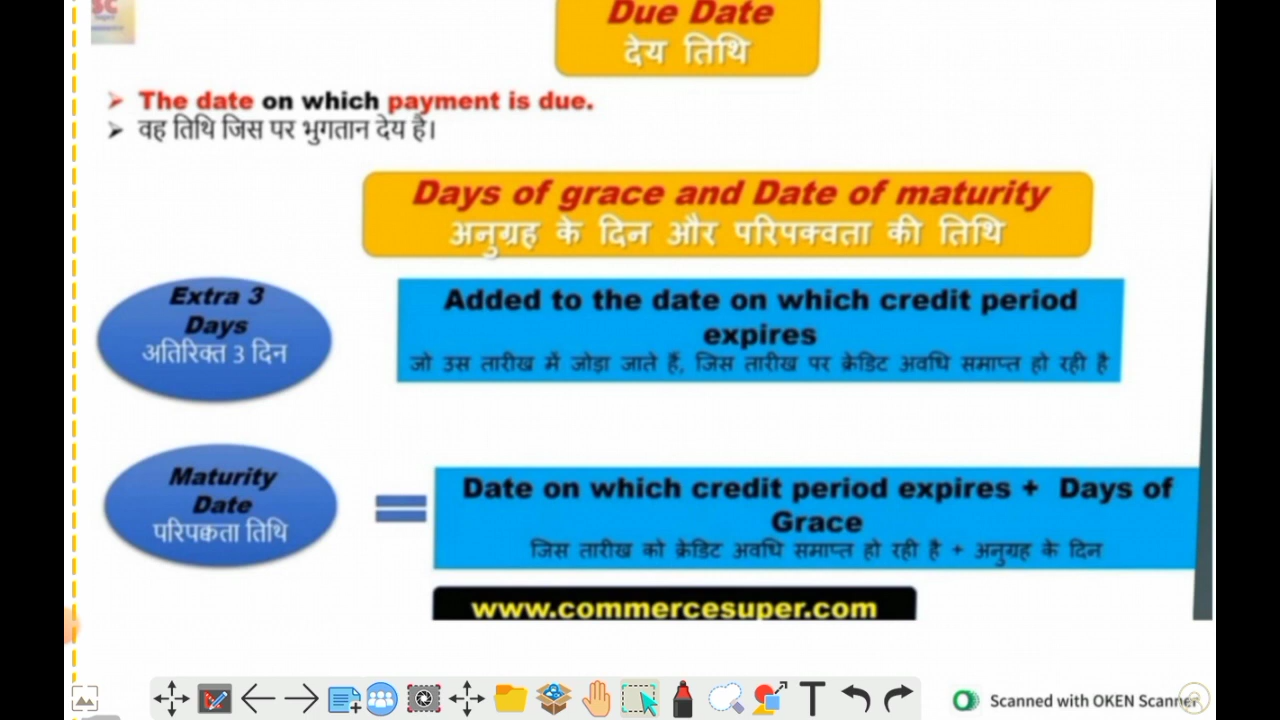 SC
Due Date
देय तिथि
The date on which payment is due.
वह तिथि जिस पर भुगतान देय है।
Days of grace and Date of maturity
अनुग्रह के दिन और परिपक्वता की तिथि
Extra 3
Days
अतिरिक्त 3 दिन
Added to the date on which credit period
expires
जो उस तारीख में जोड़ा जाते हैं, जिस तारीख पर क्रेडिट अवधि समाप्त हो रही है
Maturity
Date
परिपक्वता तिथि
=
Date on which credit period expires + Days of
Grace
जिस तारीख को क्रेडिट अवधि समाप्त हो रही है + अनुग्रह के दिन
www.commercesuper.com
T
Scanned with OKEN Scanner